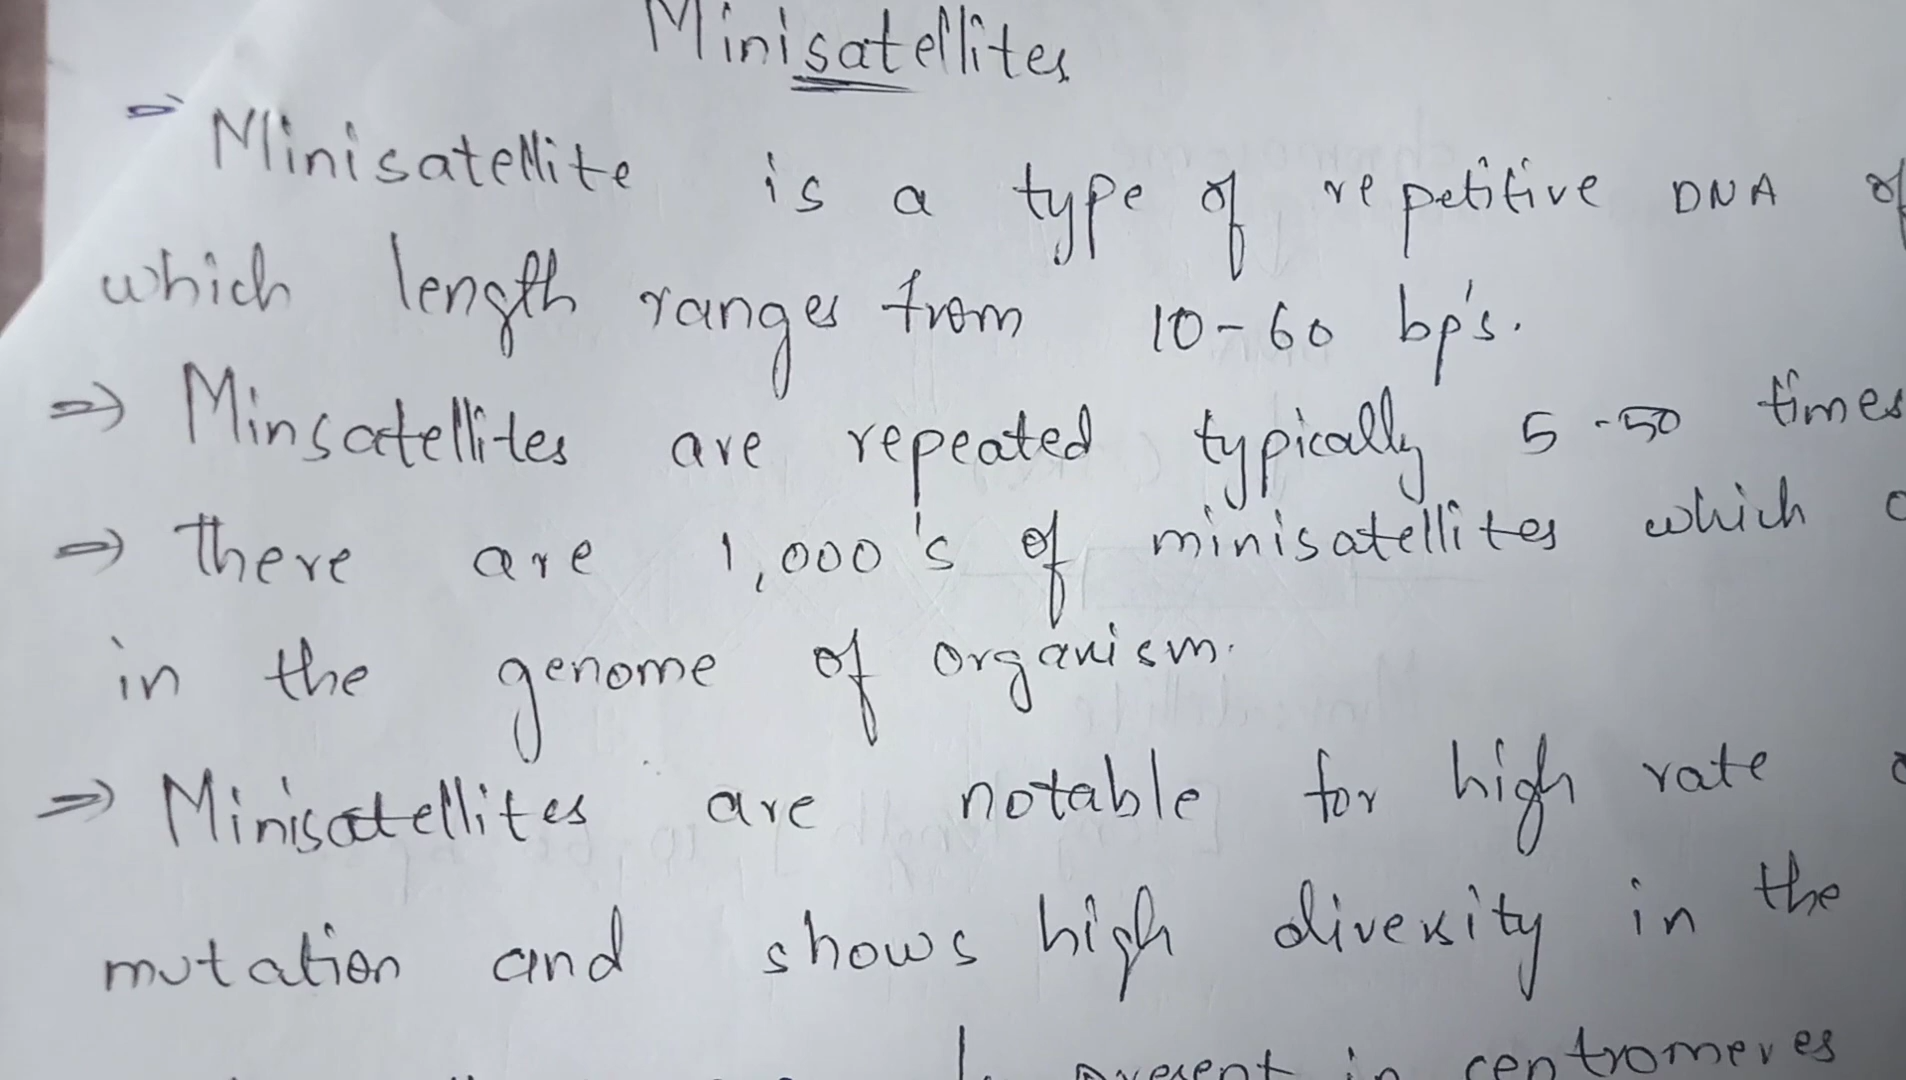 Minisatellites
⇒ Minisatellite is a type of repetitive DNA of
which length ranges from 10-60 bp's.
⇒ Minsatellites are repeated typically 5-50 times
⇒ there are 1,000's of minisatellites which
in the genome of organism.
⇒ Minisatellites are notable for high rate
mutation and shows high diversity in the
present in centromeres